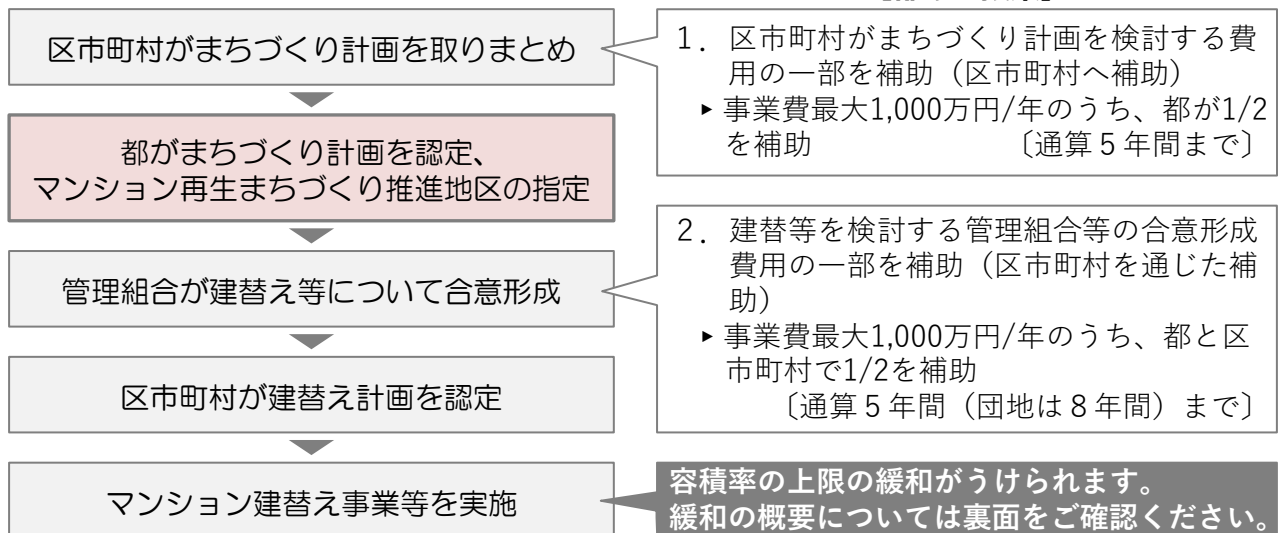 区市町村がまちづくり計画を取りまとめ
1．区市町村がまちづくり計画を検討する費
用の一部を補助（区市町村へ補助）
▸事業費最大1,000万円/年のうち、都が1/2
を補助　〔通算５年間まで〕
都がまちづくり計画を認定、
マンション再生まちづくり推進地区の指定
管理組合が建替え等について合意形成
2．建替等を検討する管理組合等の合意形成
費用の一部を補助（区市町村を通じた補
助）
▸事業費最大1,000万円/年のうち、都と区
市町村で1/2を補助
〔通算５年間（団地は８年間）まで〕
区市町村が建替え計画を認定
マンション建替え事業等を実施
容積率の上限の緩和がうけられます。
緩和の概要については裏面をご確認ください。